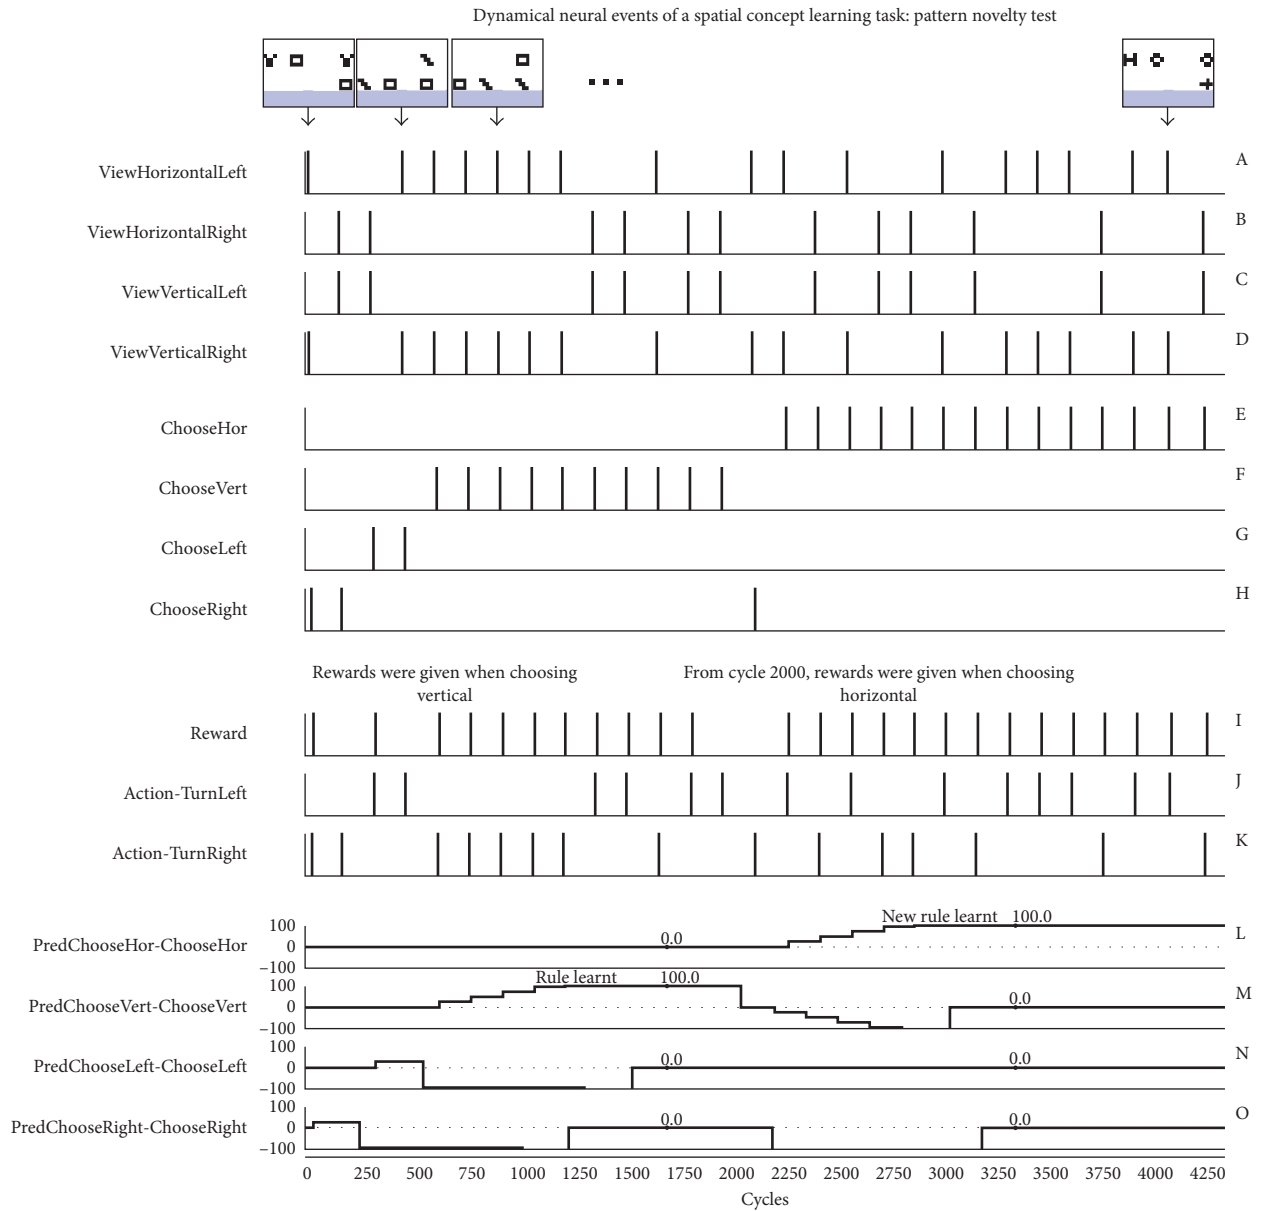 Dynamical neural events of a spatial concept learning task: pattern novelty test
ViewHorizontalLeft A
ViewHorizontalRight B
ViewVerticalLeft C
ViewVerticalRight D
ChooseHor E
ChooseVert F
ChooseLeft G
ChooseRight H
Rewards were given when choosing
vertical
From cycle 2000, rewards were given when choosing
horizontal
Reward I
Action-TurnLeft J
Action-TurnRight K
New rule learnt 100.0
PredChooseHor-ChooseHor 100 0 −100 0.0 L
Rule learnt 100.0
PredChooseVert-ChooseVert 100 0 −100 0.0 M
PredChooseLeft-ChooseLeft 100 0 −100 0.0 0.0 N
PredChooseRight-ChooseRight 100 0 −100 0.0 0.0 O
0 250 500 750 1000 1250 1500 1750 2000 2250 2500 2750 3000 3250 3500 3750 4000 4250
Cycles